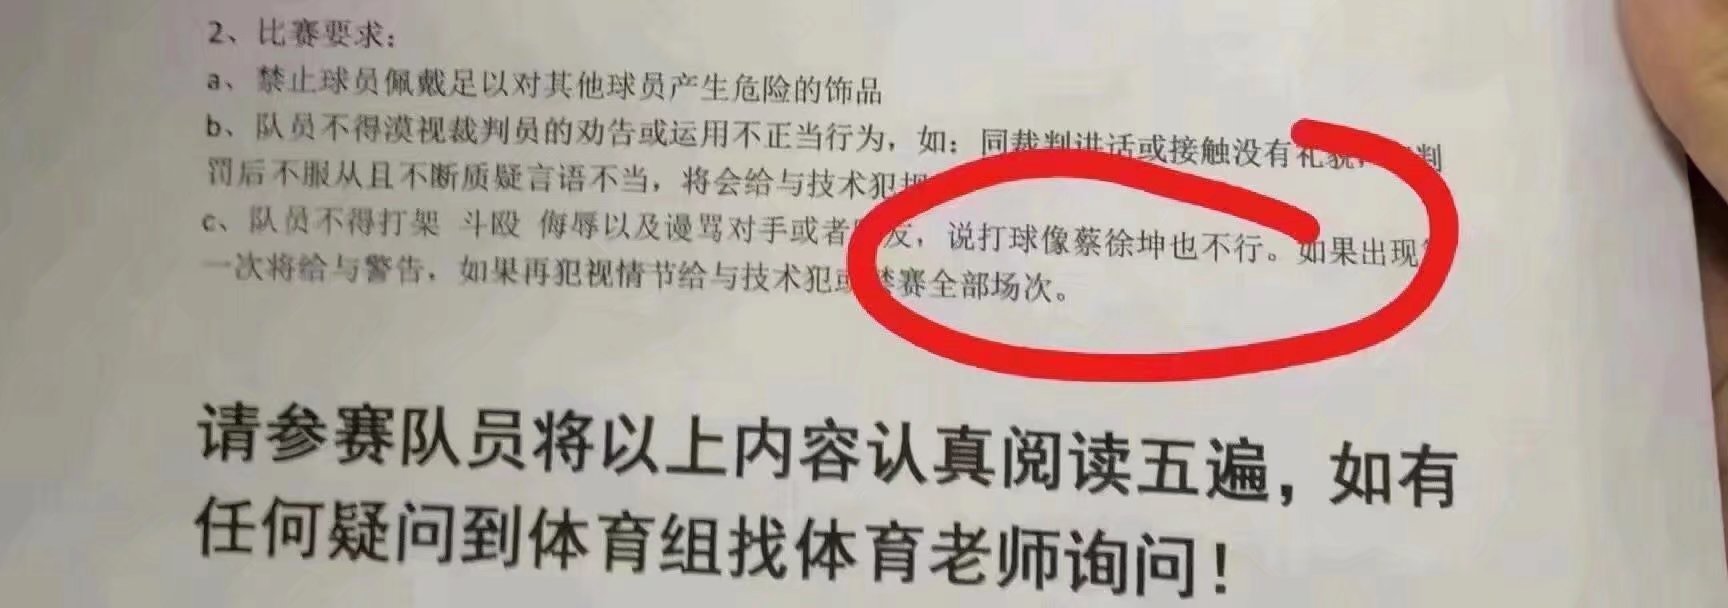 2、比赛要求：
a、禁止球员佩戴足以对其他球员产生危险的饰品
b、队员不得漠视裁判员的劝告或运用不正当行为，如：同裁判讲话或接触没有礼貌，判
罚后不服从且不断质疑言语不当，将会给与技术犯规
c、队员不得打架 斗殴 侮辱以及谩骂对手或者 ，说打球像蔡徐坤也不行。如果出现
一次将给与警告，如果再犯视情节给与技术犯或禁赛全部场次。
请参赛队员将以上内容认真阅读五遍，如有
任何疑问到体育组找体育老师询问！